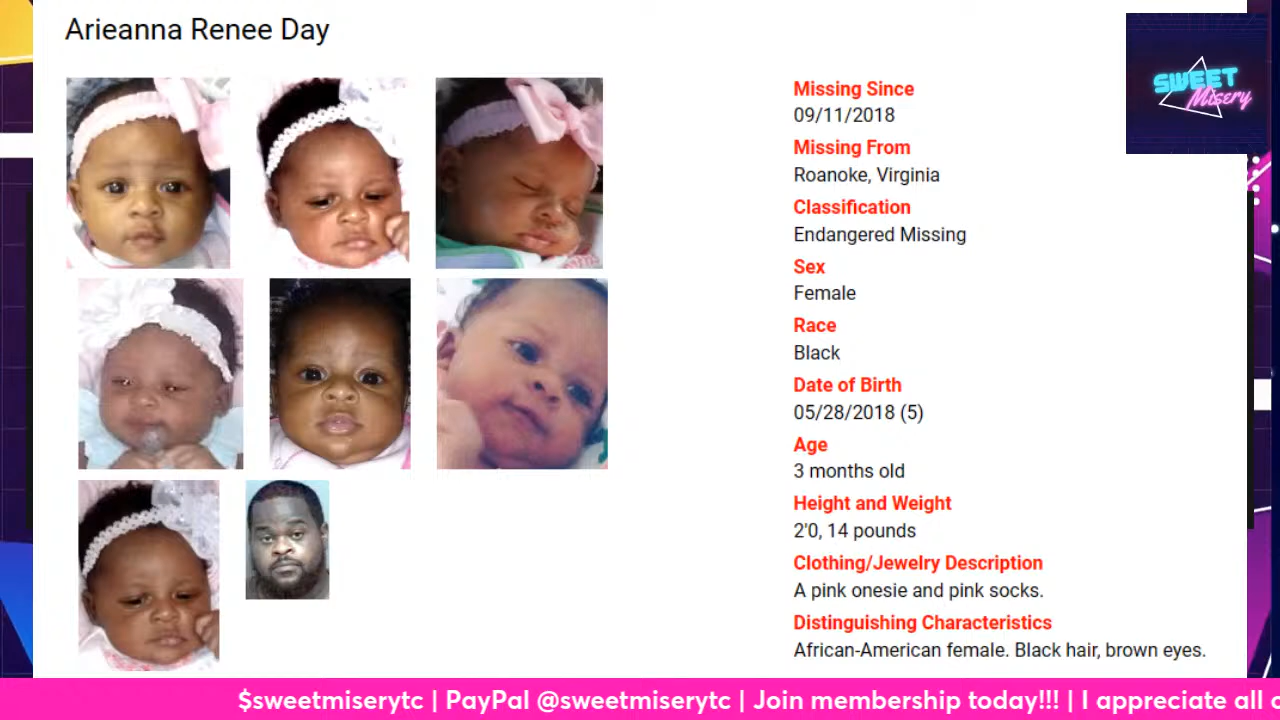 Arieanna Renee Day
SWEET
Misery
Missing Since
09/11/2018
Missing From
Roanoke, Virginia
Classification
Endangered Missing
Sex
Female
Race
Black
Date of Birth
05/28/2018 (5)
Age
3 months old
Height and Weight
2'0, 14 pounds
Clothing/Jewelry Description
A pink onesie and pink socks.
Distinguishing Characteristics
African-American female. Black hair, brown eyes.
$sweetmiserytc | PayPal @sweetmiserytc | Join membership today!!! | I appreciate all